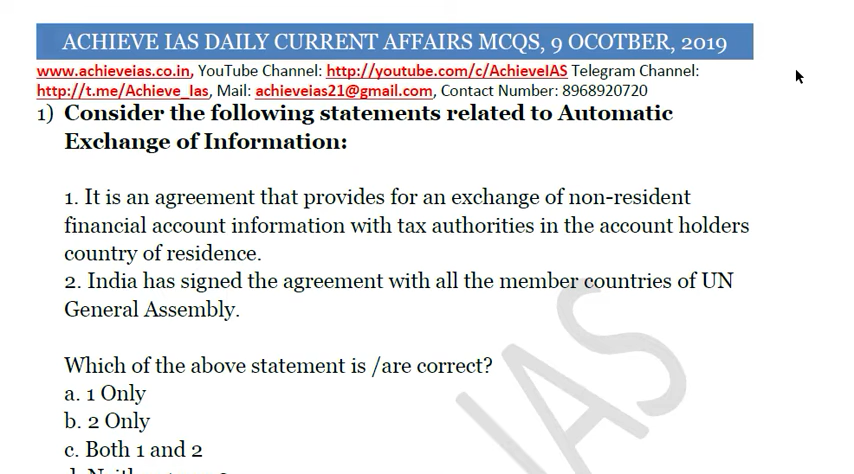 ACHIEVE IAS DAILY CURRENT AFFAIRS MCQS, 9 OCOTBER, 2019
www.achieveias.co.in, YouTube Channel: http://youtube.com/c/AchieveIAS Telegram Channel:
http://t.me/Achieve_Ias, Mail: achieveias21@gmail.com, Contact Number: 8968920720
1) Consider the following statements related to Automatic
Exchange of Information:
1. It is an agreement that provides for an exchange of non-resident
financial account information with tax authorities in the account holders
country of residence.
2. India has signed the agreement with all the member countries of UN
General Assembly.
Which of the above statement is /are correct?
a. 1 Only
b. 2 Only
c. Both 1 and 2
IAS